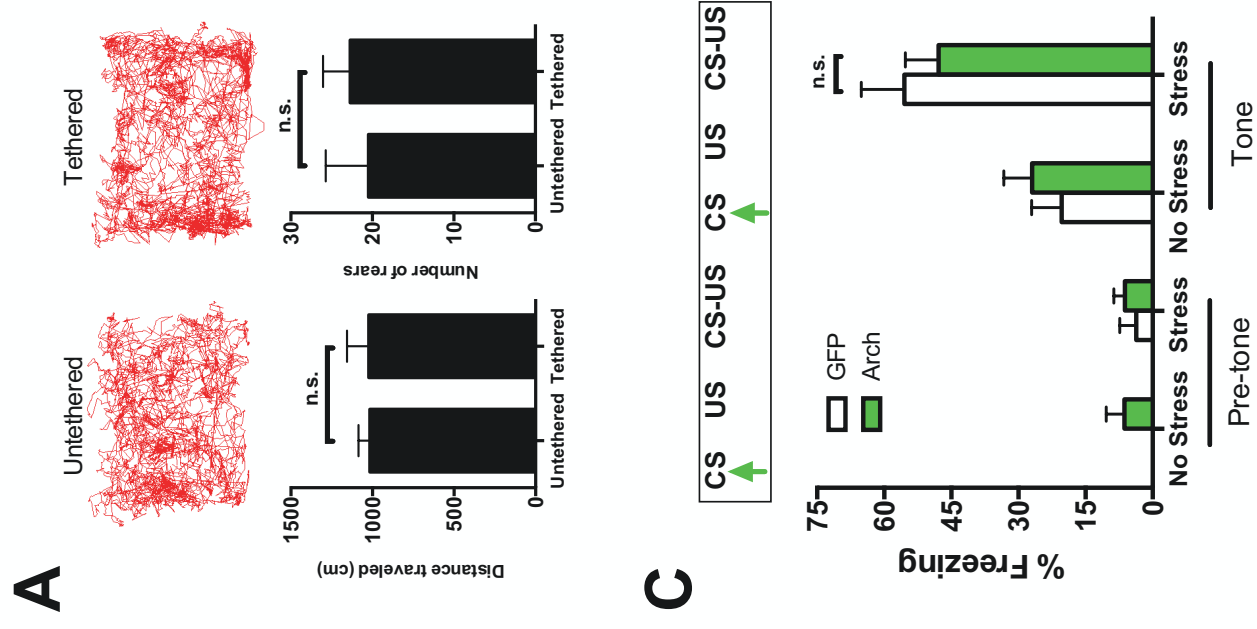 A
Untethered
Tethered
Distance traveled (cm)
1500
1000
500
0
n.s.
Untethered Tethered
Number of rears
30
20
10
0
n.s.
Untethered Tethered
C
CS US CS-US CS US CS-US
% Freezing
75
60
45
30
15
0
GFP
Arch
n.s.
No Stress Stress No Stress Stress
Pre-tone Tone